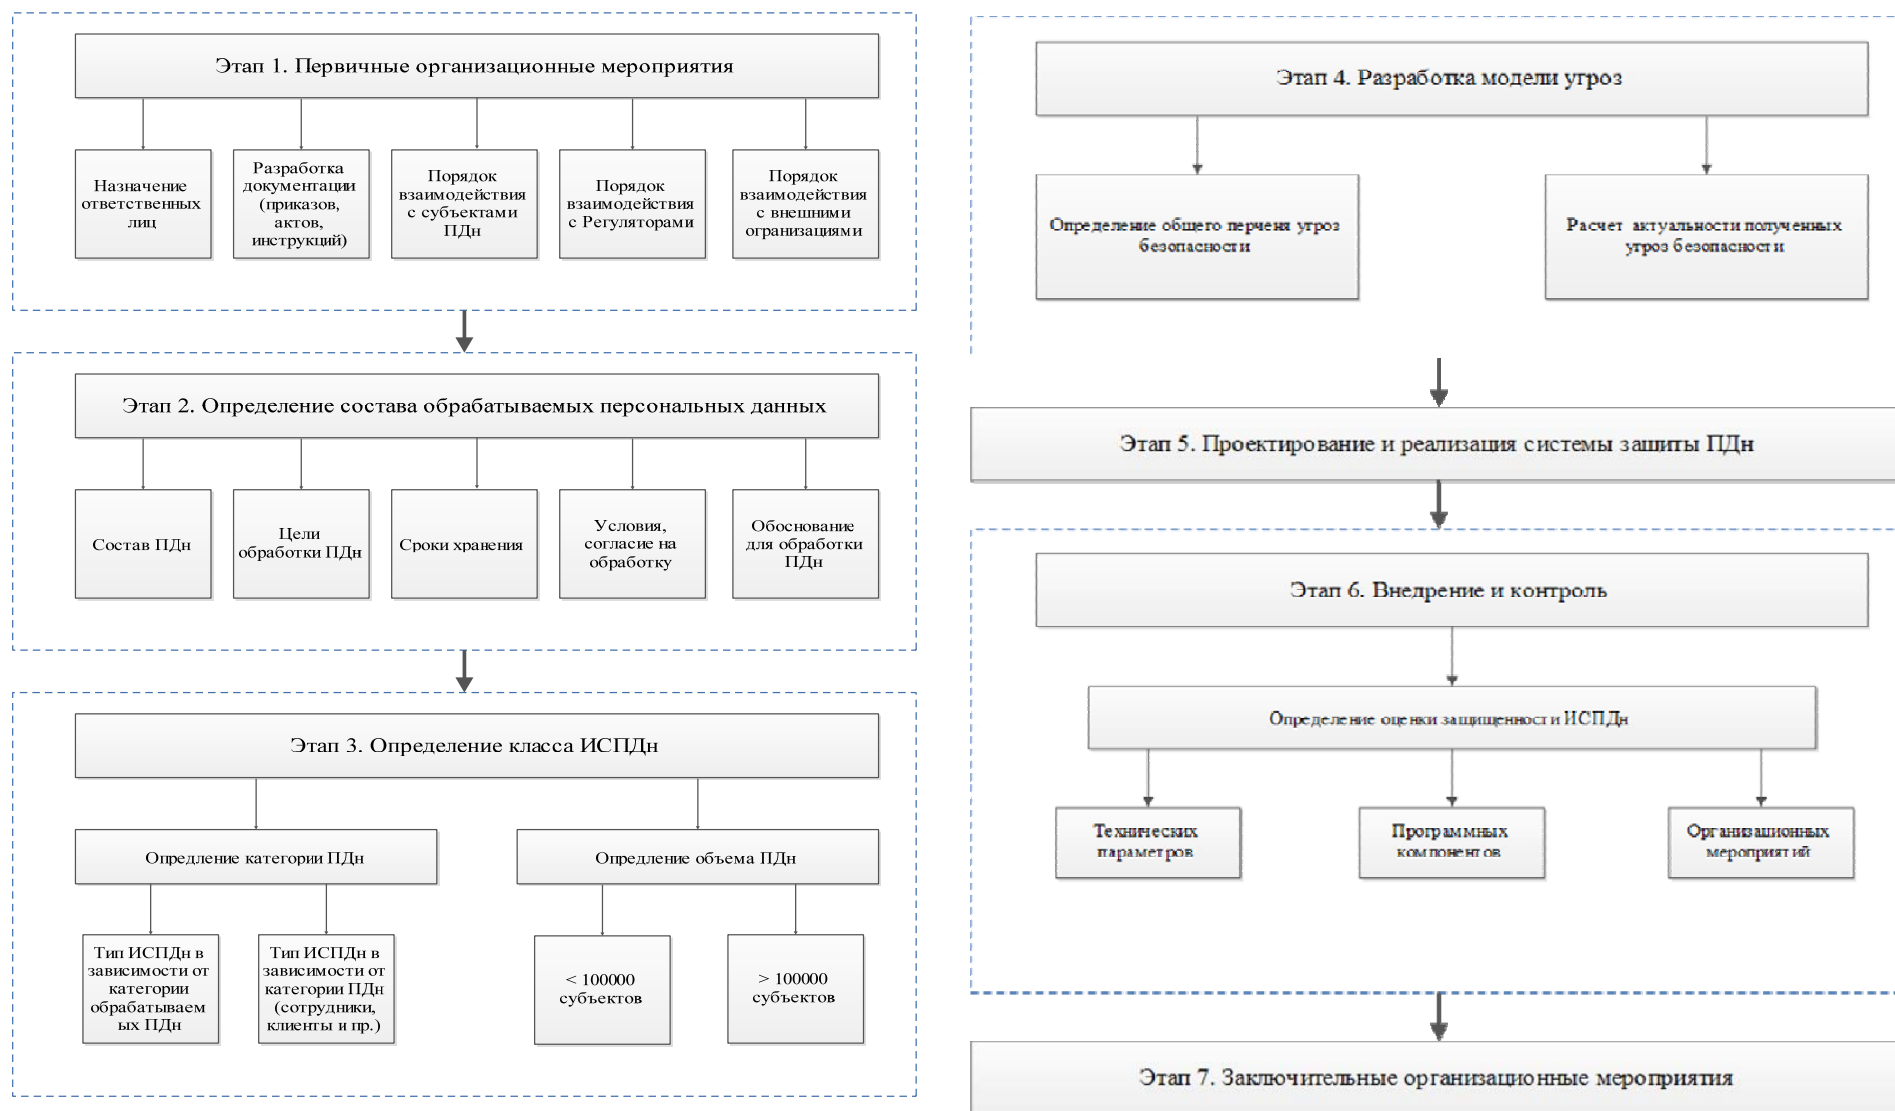 Этап 1. Первичные организационные мероприятия
Назначение
ответственных
лиц
Разработка
документации
(приказов,
актов,
инструкций)
Порядок
взаимодействия
с субъектами
ПДн
Порядок
взаимодействия
с Регуляторами
Порядок
взаимодействия
с внешними
огранизациями
Этап 2. Определение состава обрабатываемых персональных данных
Состав ПДн
Цели
обработки ПДн
Сроки хранения
Условия,
согласие на
обработку
Обоснование
для обработки
ПДн
Этап 3. Определение класса ИСПДн
Опредление категории ПДн
Опредление объема ПДн
Тип ИСПДн в
зависимости от
категории
обрабатываем
ых ПДн
Тип ИСПДн в
зависимости от
категории ПДн
(сотрудники,
клиенты и пр.)
< 100000
субъектов
> 100000
субъектов
Этап 4. Разработка модели угроз
Определение общего перченя угроз
безопасности
Расчет актуальности полученных
угроз безопасности
Этап 5. Проектирование и реализация системы зашиты ПДн
Этап 6. Внедрение и контроль
Определение оценки защищенности ИСПДн
Технических
параметров
Программных
компонентов
Организационных
мероприятий
Этап 7. Заключительные организационные мероприятия